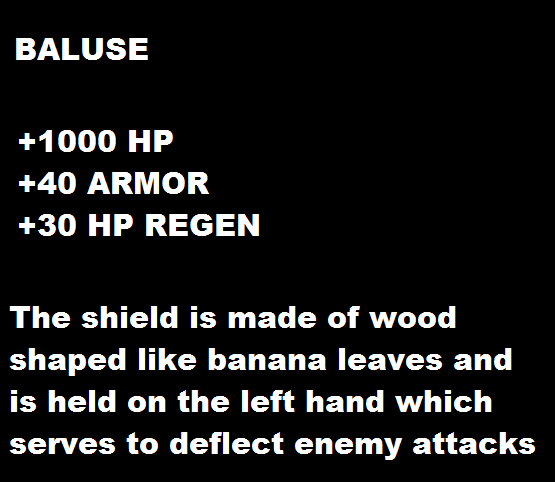 BALUSE
+1000 HP
+40 ARMOR
+30 HP REGEN
The shield is made of wood
shaped like banana leaves and
is held on the left hand which
serves to deflect enemy attacks